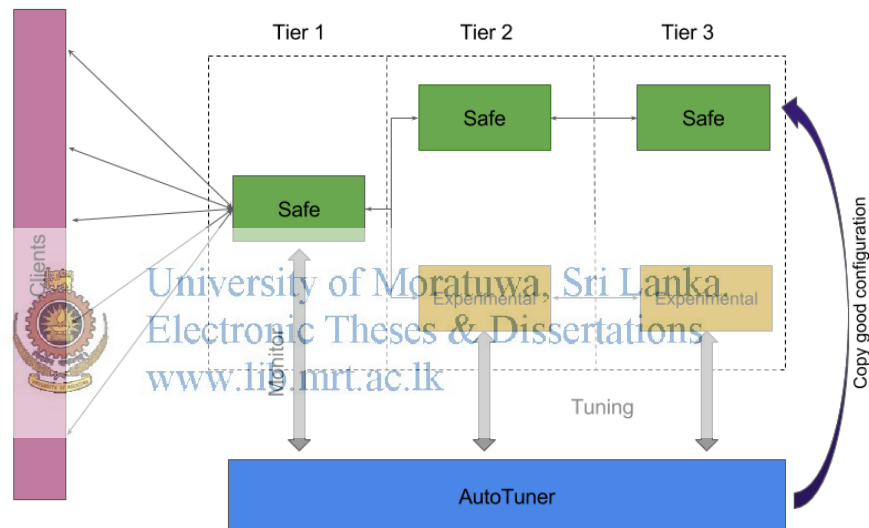 Tier 1
Tier 2
Tier 3
Safe
Safe
Safe
Clients
Experimental
Experimental
University of Moratuwa, Sri Lanka.
Electronic Theses & Dissertations
www.lib.mrt.ac.lk
Monitor
Tuning
Copy good configuration
AutoTuner